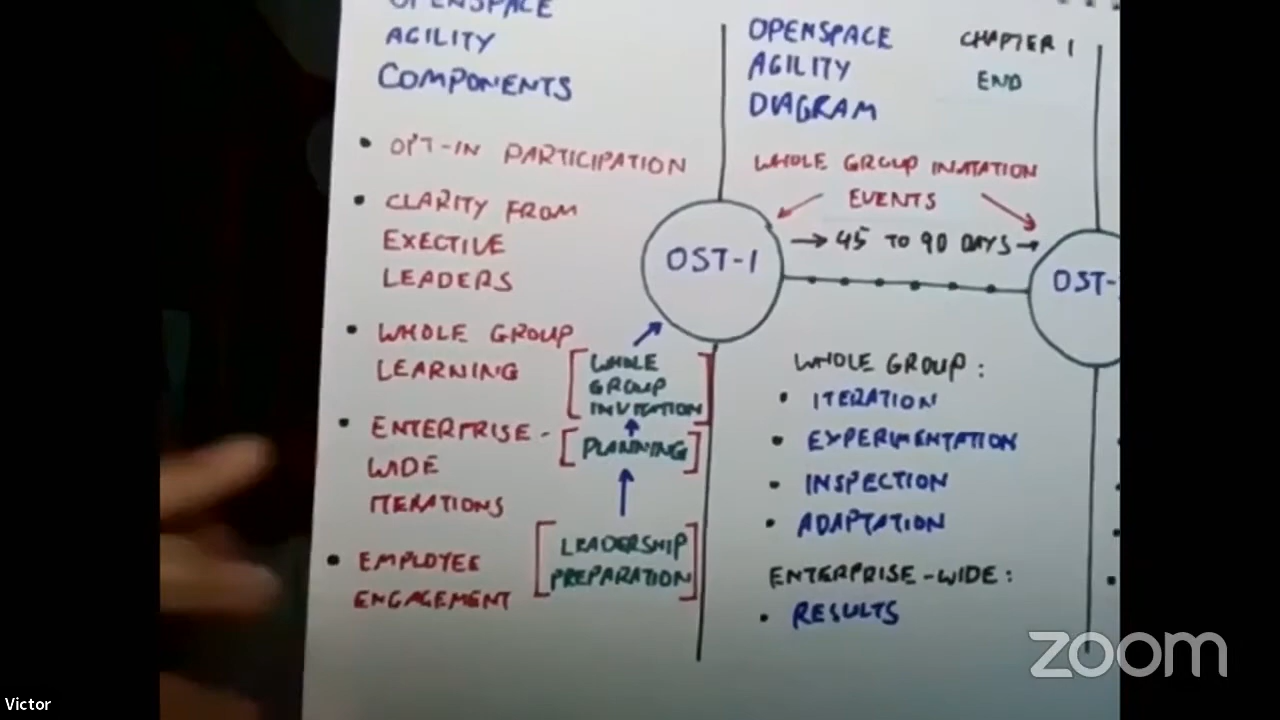 OPENSPACE
AGILITY
COMPONENTS
• OPT-IN PARTICIPATION
• CLARITY FROM
EXECTIVE
LEADERS
• WHOLE GROUP
LEARNING
• ENTERPRISE-
WIDE
ITERATIONS
• EMPLOYEE
ENGAGEMENT
OST-1
[WHOLE
GROUP
INVITATION]
[PLANNING]
[LEADERSHIP
PREPARATION]
OPENSPACE
AGILITY
DIAGRAM
CHAPTER 1
END
WHOLE GROUP INVITATION
EVENTS
→ 45 TO 90 DAYS →
OST-
WHOLE GROUP:
• ITERATION
• EXPERIMENTATION
• INSPECTION
• ADAPTATION
ENTERPRISE-WIDE:
• RESULTS
zoom
Victor